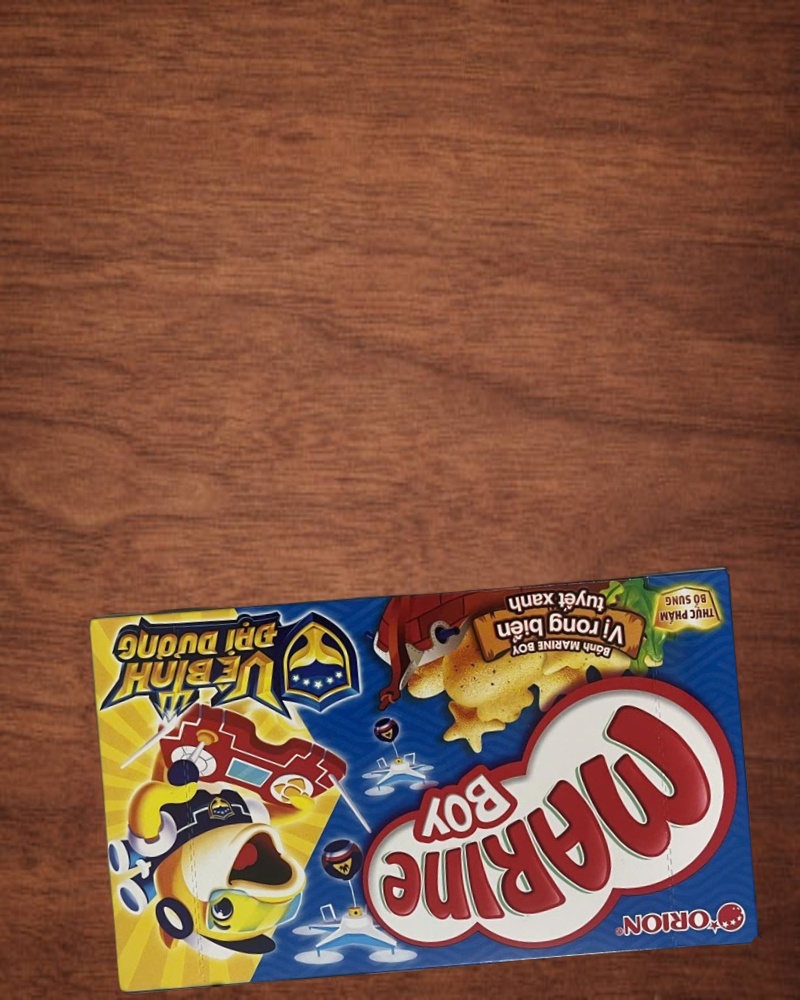 ORION®
MARINE
BOY
THỰC PHẨM
BỔ SUNG
Bánh MARINE BOY
Vị rong biển
tuyết xanh
VỆ BINH
ĐẠI DƯƠNG